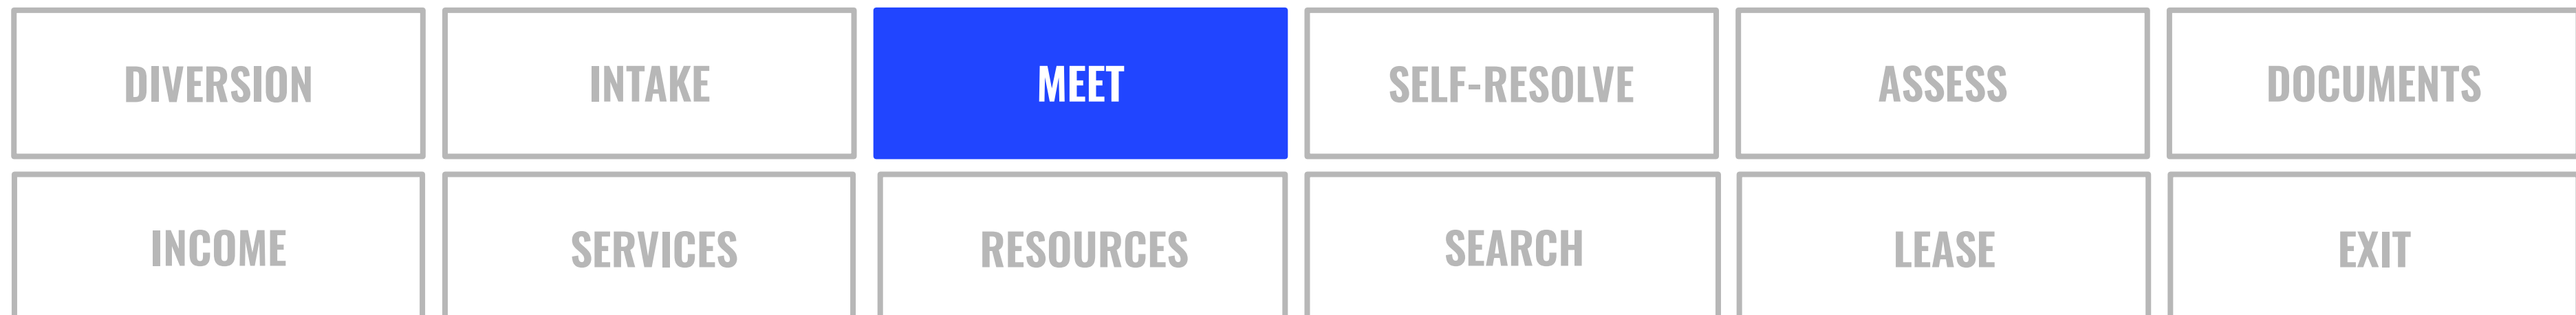 DIVERSION INTAKE MEET SELF-RESOLVE ASSESS DOCUMENTS
INCOME SERVICES RESOURCES SEARCH LEASE EXIT